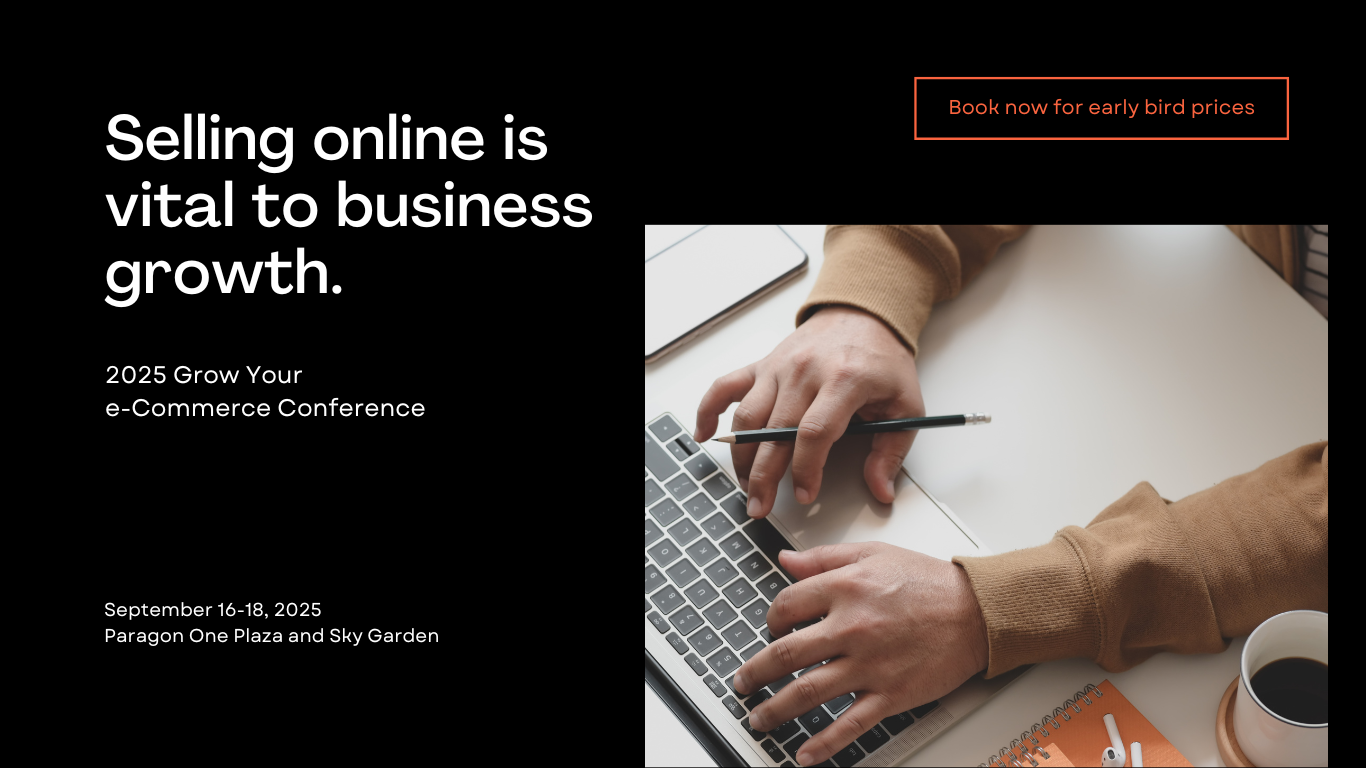 Selling online is
vital to business
growth.
2025 Grow Your
e-Commerce Conference
September 16-18, 2025
Paragon One Plaza and Sky Garden
Book now for early bird prices